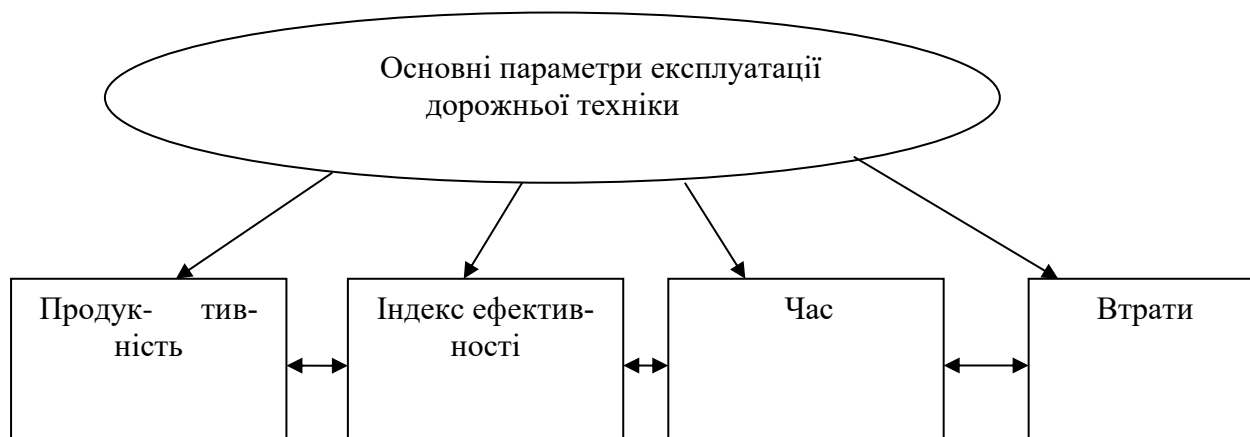 Основні параметри експлуатації
дорожньої техніки
Продук- тив-
ність
Індекс ефектив-
ності
Час
Втрати